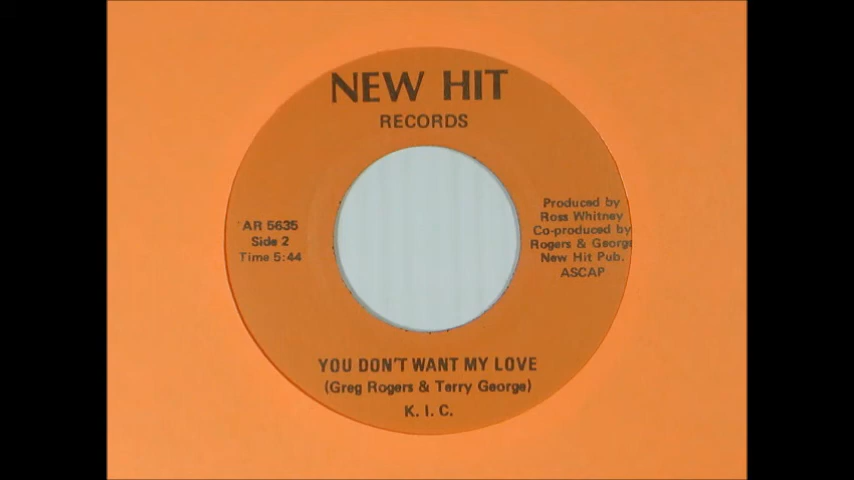 NEW HIT
RECORDS
AR 5635
Side 2
Time 5:44
Produced by
Ross Whitney
Co-produced by
Rogers & George
New Hit Pub.
ASCAP
YOU DON'T WANT MY LOVE
(Greg Rogers & Terry George)
K. I. C.